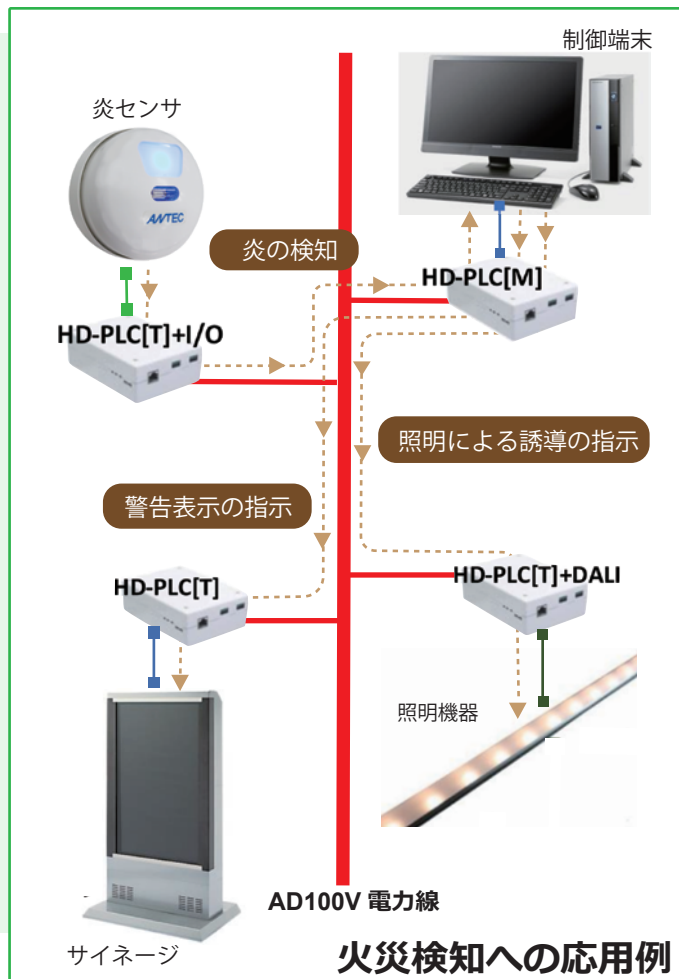 制御端末
炎センサ
ANTEC
炎の検知
HD-PLC[M]
HD-PLC[T]+I/O
照明による誘導の指示
警告表示の指示
HD-PLC[T]
HD-PLC[T]+DALI
照明機器
AD100V 電力線
サイネージ
火災検知への応用例